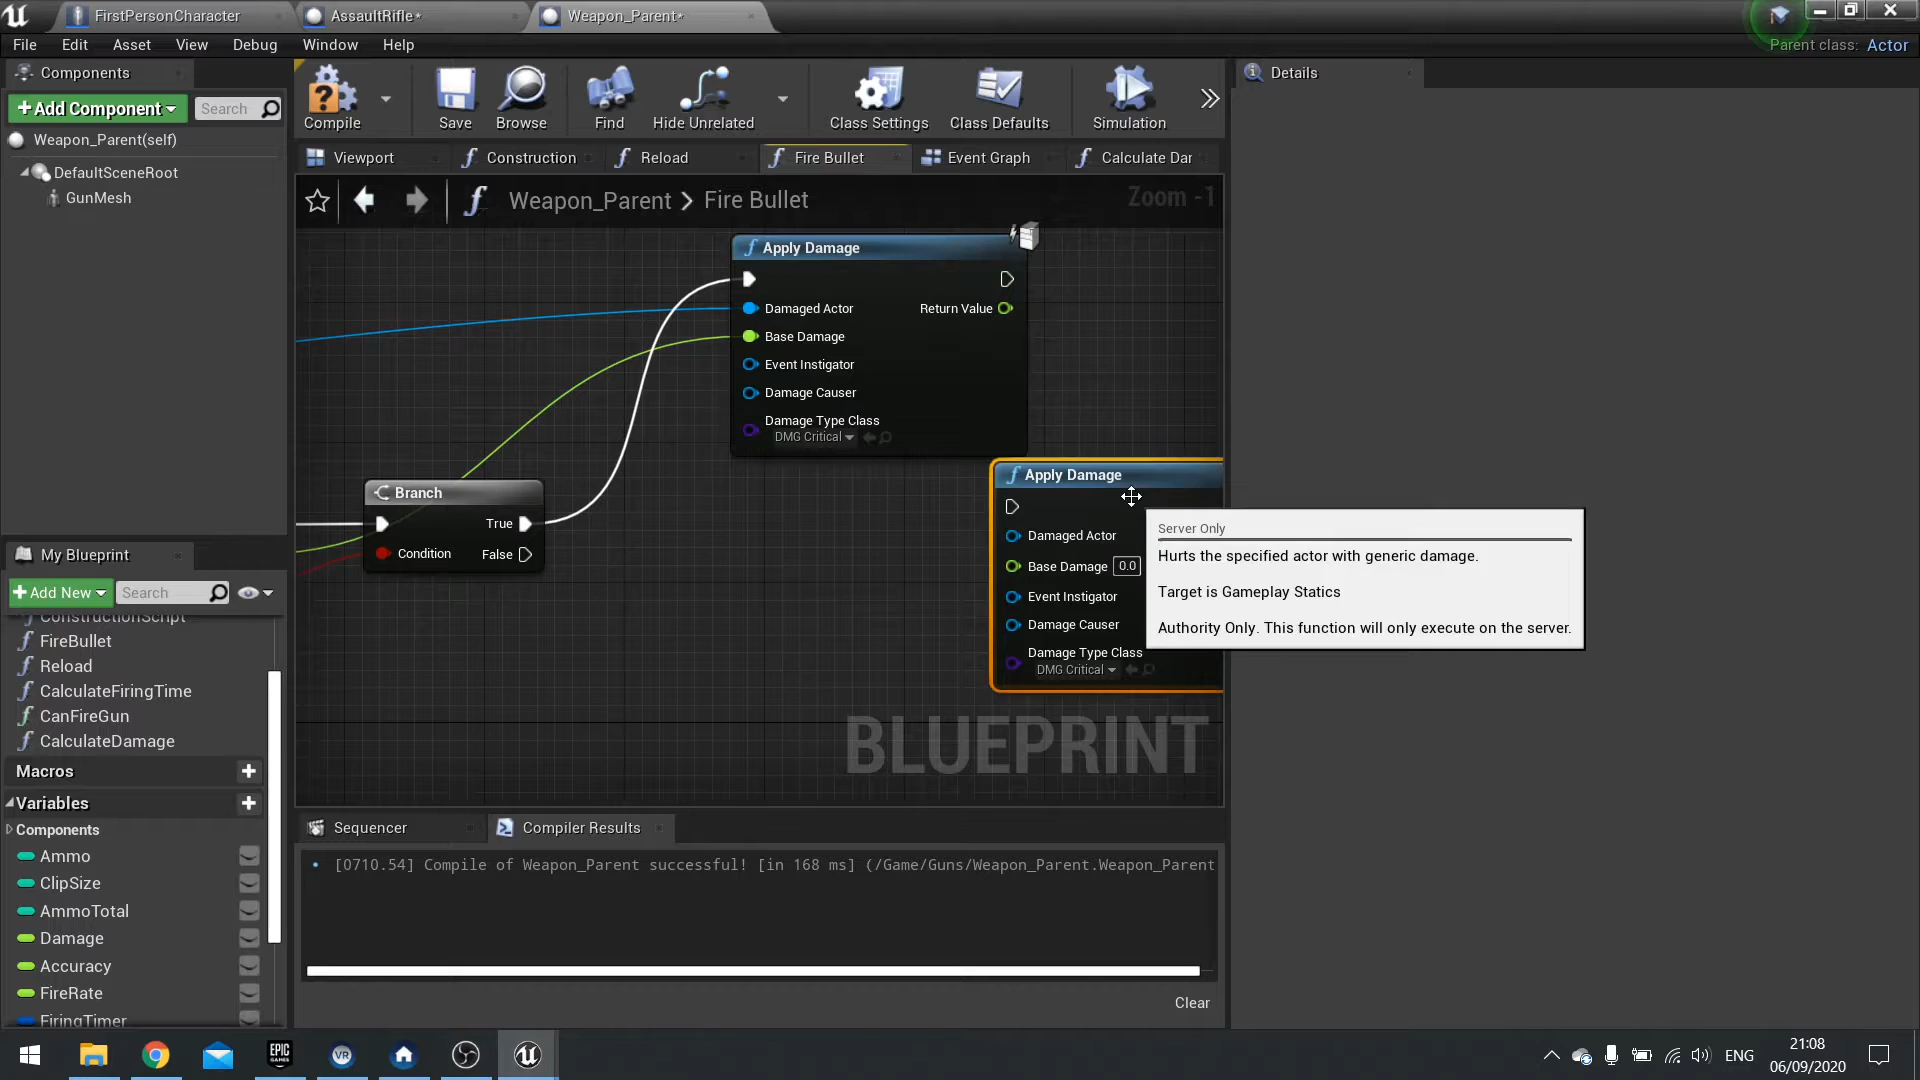 FirstPersonCharacter
AssaultRifle*
Weapon_Parent*
File Edit Asset View Debug Window Help
Parent class: Actor
Components
+Add Component
Search
Weapon_Parent(self)
DefaultSceneRoot
GunMesh
Compile
Save
Browse
Find
Hide Unrelated
Class Settings
Class Defaults
Simulation
Details
Viewport
Construction
Reload
Fire Bullet
Event Graph
Calculate Dar
Weapon_Parent > Fire Bullet
Zoom -1
Apply Damage
Damaged Actor
Return Value
Base Damage
Event Instigator
Damage Causer
Damage Type Class
DMG Critical
Branch
True
Condition
False
Apply Damage
Damaged Actor
Base Damage 0.0
Event Instigator
Damage Causer
Damage Type Class
DMG Critical
Server Only
Hurts the specified actor with generic damage.
Target is Gameplay Statics
Authority Only. This function will only execute on the server.
BLUEPRINT
My Blueprint
+Add New
Search
ConstructionScript
FireBullet
Reload
CalculateFiringTime
CanFireGun
CalculateDamage
Macros
Variables
Components
Ammo
ClipSize
AmmoTotal
Damage
Accuracy
FireRate
FiringTimer
Sequencer
Compiler Results
[0710.54] Compile of Weapon_Parent successful! [in 168 ms] (/Game/Guns/Weapon_Parent.Weapon_Parent
Clear
EPIC
GAMES
VR
ENG
21:08
06/09/2020